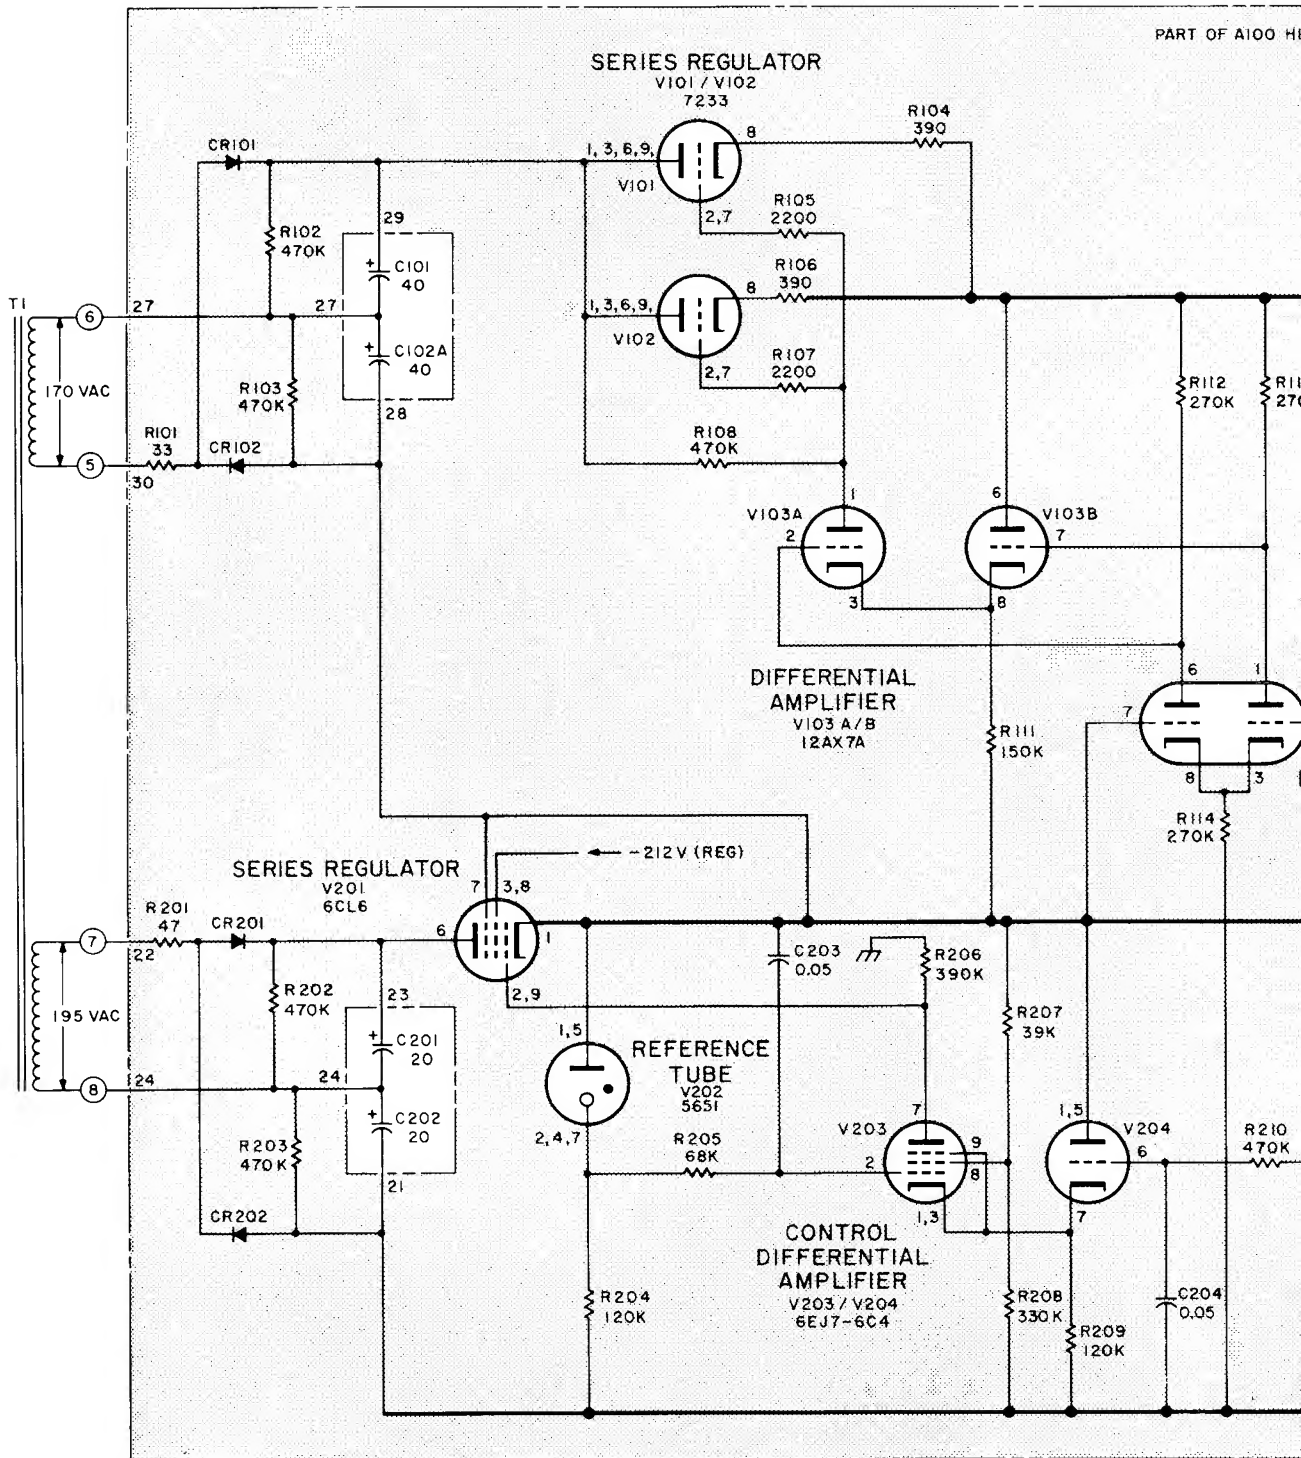 PART OF A100 HE
SERIES REGULATOR
V101 / V102
7233
R104
390
CR101
8
1, 3, 6, 9,
V101
2,7
R105
2200
29
R102
470K
C101
40
R106
390
8
1, 3, 6, 9,
V102
2,7
R107
2200
T1
6
27
27
C102A
40
170 VAC
R103
470K
28
R112
270K
R11
270
R101
33
CR102
5
30
R108
470K
1
6
V103A
V103B
2
7
3
8
DIFFERENTIAL
AMPLIFIER
V103 A/B
12AX7A
6
1
7
R111
150K
8
3
R114
270K
-212V (REG)
SERIES REGULATOR
V201
6CL6
7
3,8
R201
47
CR201
7
22
6
1
C203
0.05
R206
390K
2,9
R202
470K
23
R207
39K
195 VAC
C201
20
1,5
REFERENCE
TUBE
V202
5651
8
24
24
C202
20
2,4,7
R203
470K
21
R205
68K
7
V203
9
2
8
1,3
1,5
V204
6
7
R210
470K
CR202
CONTROL
DIFFERENTIAL
AMPLIFIER
V203 / V204
6EJ7-6C4
R204
120K
R208
330K
C204
0.05
R209
120K